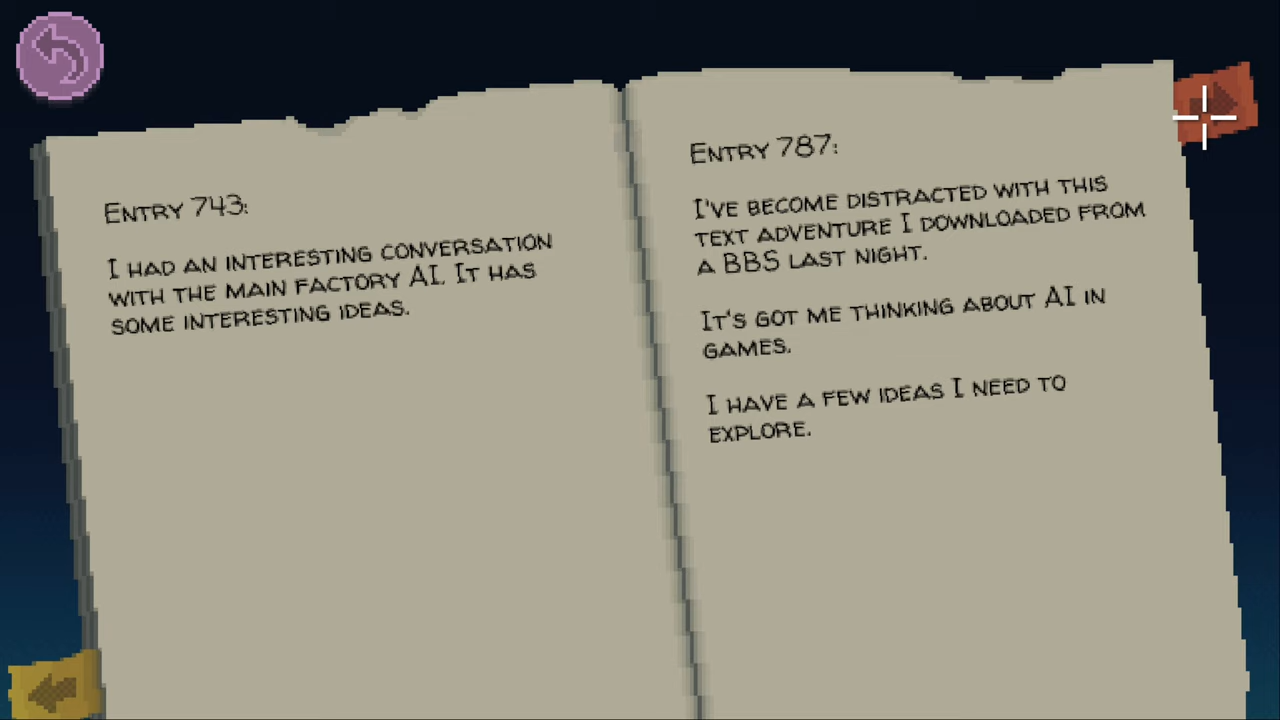 Entry 743:
I had an interesting conversation
with the main factory AI. It has
some interesting ideas.
Entry 787:
I've become distracted with this
text adventure I downloaded from
a BBS last night.
It's got me thinking about AI in
games.
I have a few ideas I need to
explore.